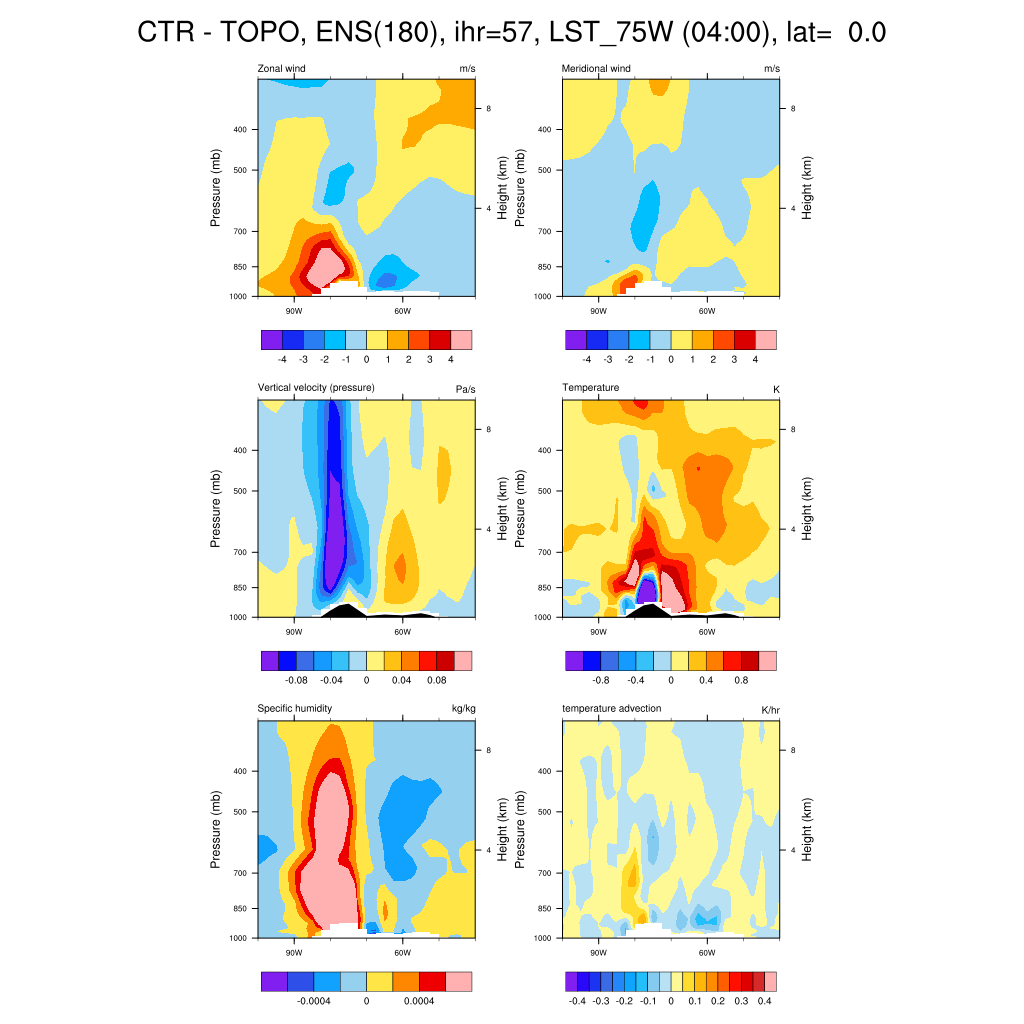 CTR - TOPO, ENS(180), ihr=57, LST_75W (04:00), lat=  0.0
Zonal wind m/s
400
500
700
850
1000
Pressure (mb)
8
4
Height (km)
90W 60W
-4 -3 -2 -1 0 1 2 3 4
Meridional wind m/s
400
500
700
850
1000
Pressure (mb)
8
4
Height (km)
90W 60W
-4 -3 -2 -1 0 1 2 3 4
Vertical velocity (pressure) Pa/s
400
500
700
850
1000
Pressure (mb)
8
4
Height (km)
90W 60W
-0.08 -0.04 0 0.04 0.08
Temperature K
400
500
700
850
1000
Pressure (mb)
8
4
Height (km)
90W 60W
-0.8 -0.4 0 0.4 0.8
Specific humidity kg/kg
400
500
700
850
1000
Pressure (mb)
8
4
Height (km)
90W 60W
-0.0004 0 0.0004
temperature advection K/hr
400
500
700
850
1000
Pressure (mb)
8
4
Height (km)
90W 60W
-0.4 -0.3 -0.2 -0.1 0 0.1 0.2 0.3 0.4